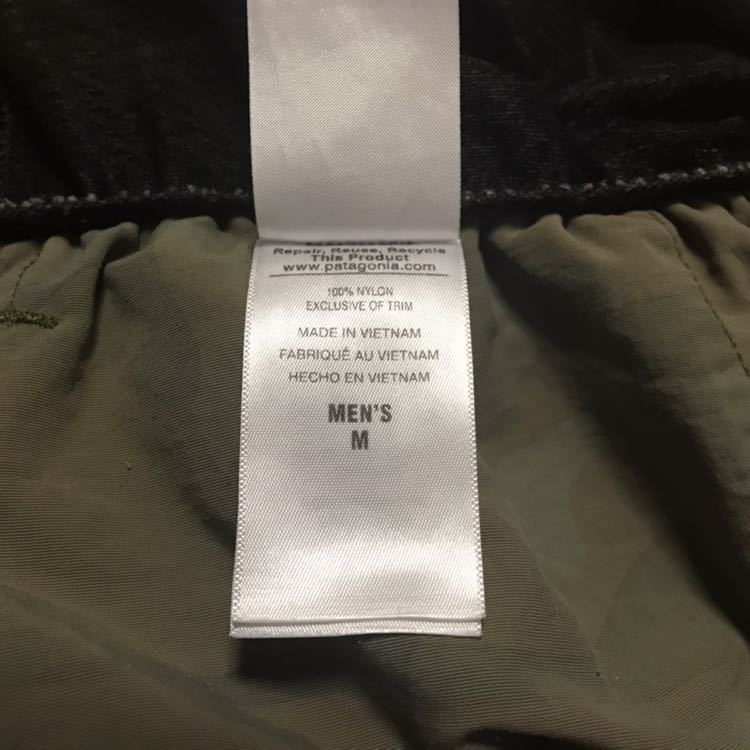 Repair, Reuse, Recycle
This Product
www.patagonia.com
100% NYLON
EXCLUSIVE OF TRIM
MADE IN VIETNAM
FABRIQUÉ AU VIETNAM
HECHO EN VIETNAM
MEN'S
M